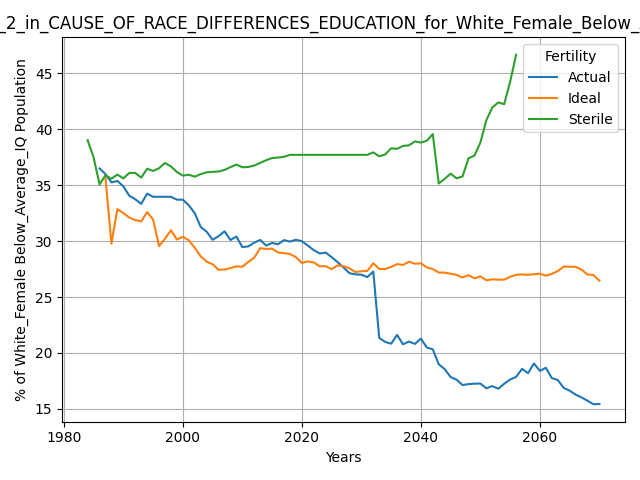 _2_in_CAUSE_OF_RACE_DIFFERENCES_EDUCATION_for_White_Female_Below_
Fertility
Actual
Ideal
Sterile
% of White_Female Below_Average_IQ Population
45
40
35
30
25
20
15
1980 2000 2020 2040 2060
Years